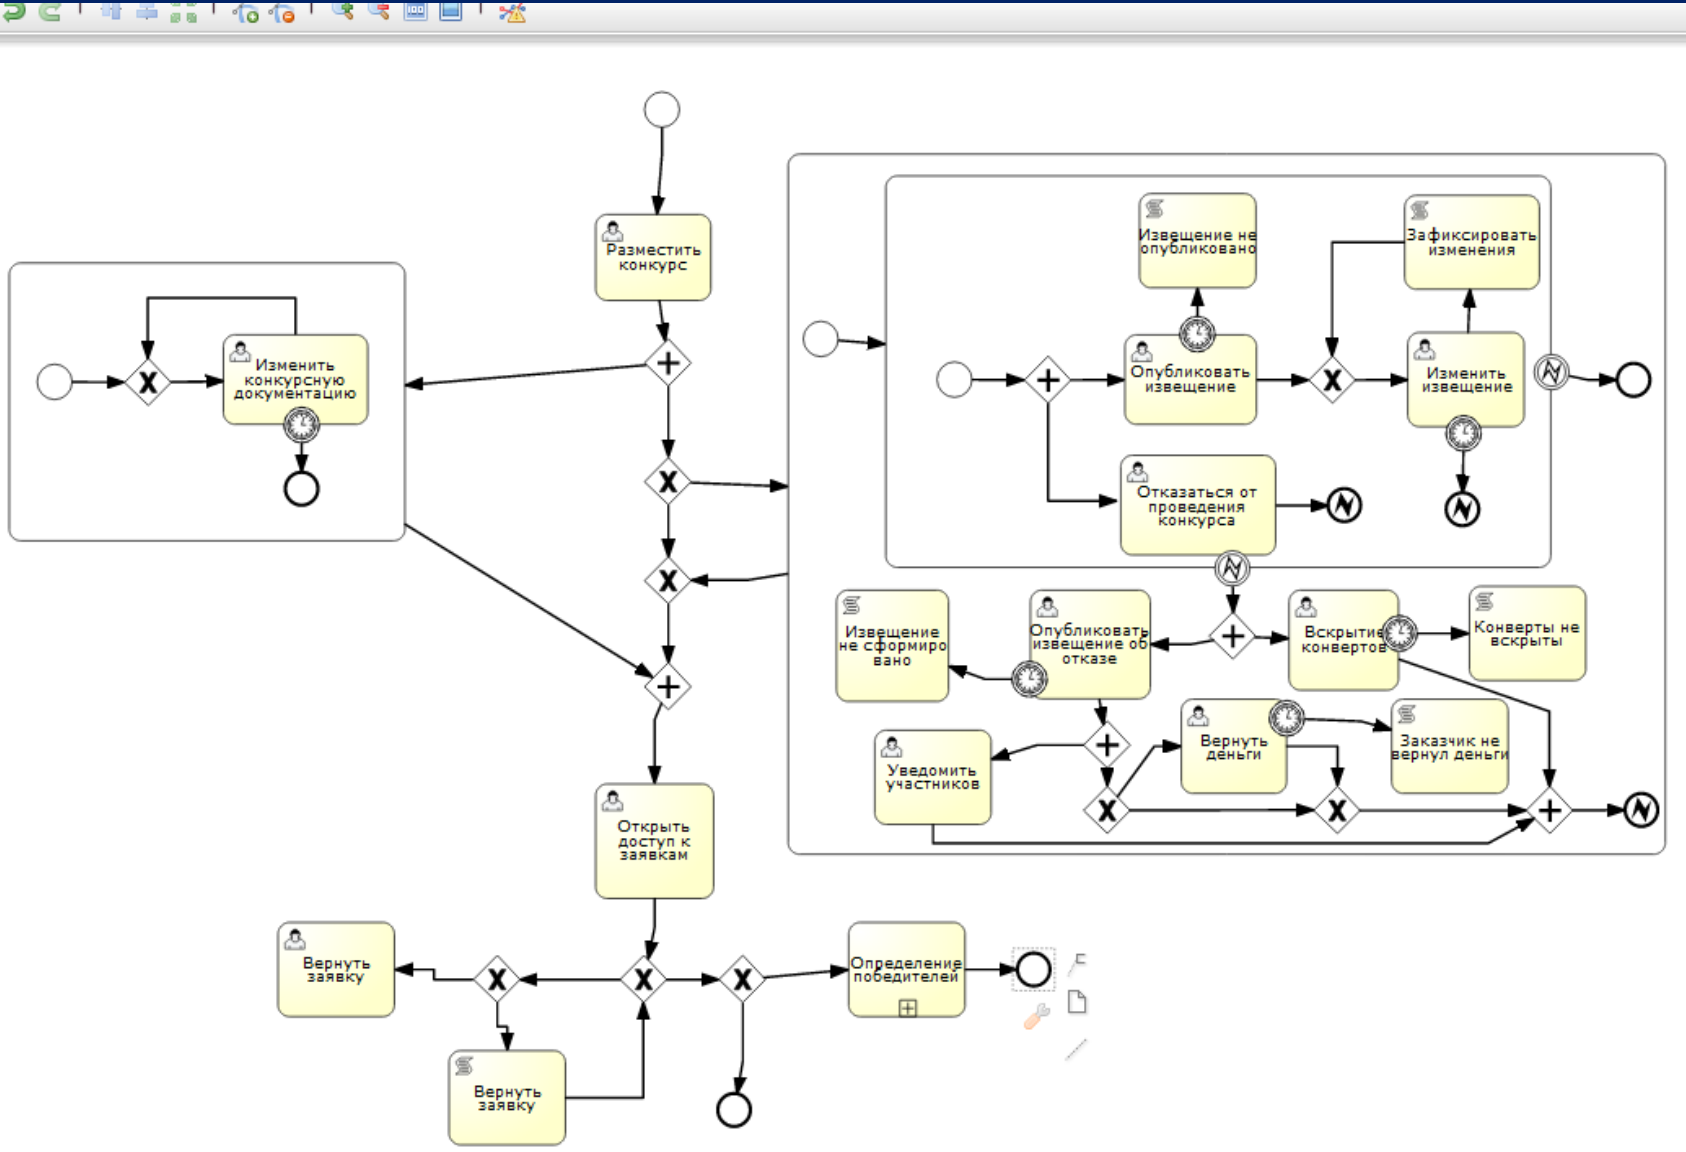 Разместить
конкурс
Изменить
конкурсную
документацию
Извещение не
опубликовано
Зафиксировать
изменения
Опубликовать
извещение
Изменить
извещение
Отказаться от
проведения
конкурса
Извещение
не сформиро
вано
Опубликовать
извещение об
отказе
Вскрытие
конвертов
Конверты не
вскрыты
Уведомить
участников
Вернуть
деньги
Заказчик не
вернул деньги
Открыть
доступ к
заявкам
Вернуть
заявку
Определение
победителей
Вернуть
заявку